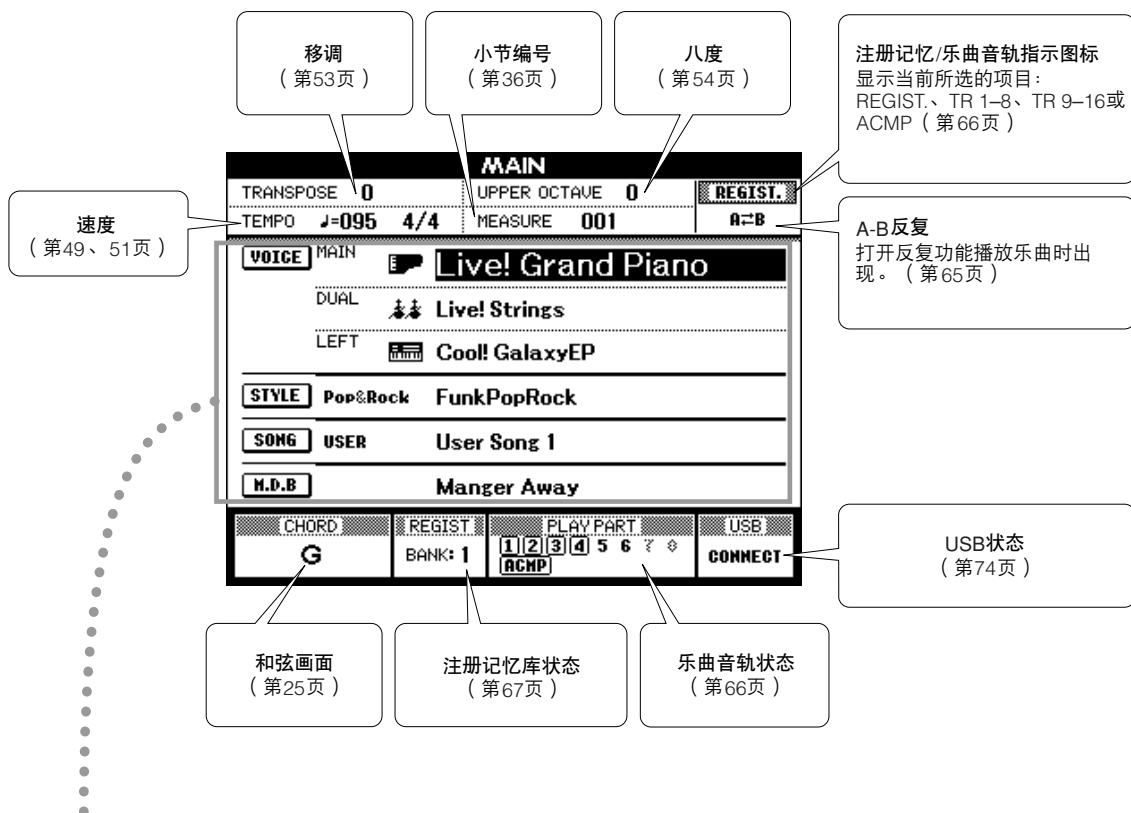 移调
（第53页）
小节编号
（第36页）
八度
（第54页）
注册记忆/乐曲音轨指示图标
显示当前所选的项目：
REGIST.、TR 1–8、TR 9–16或
ACMP（第66页）
速度
（第49、51页）
MAIN
TRANSPOSE 0 UPPER OCTAVE 0 REGIST.
TEMPO ♩=095 4/4 MEASURE 001 A⇄B
A-B反复
打开反复功能播放乐曲时出
现。（第65页）
VOICE MAIN Live! Grand Piano
DUAL Live! Strings
LEFT Cool! GalaxyEP
STYLE Pop&Rock FunkPopRock
SONG USER User Song 1
M.D.B Manger Away
CHORD REGIST PLAY PART USB
G BANK: 1 1 2 3 4 5 6 7 8 CONNECT
ACMP
USB状态
（第74页）
和弦画面
（第25页）
注册记忆库状态
（第67页）
乐曲音轨状态
（第66页）